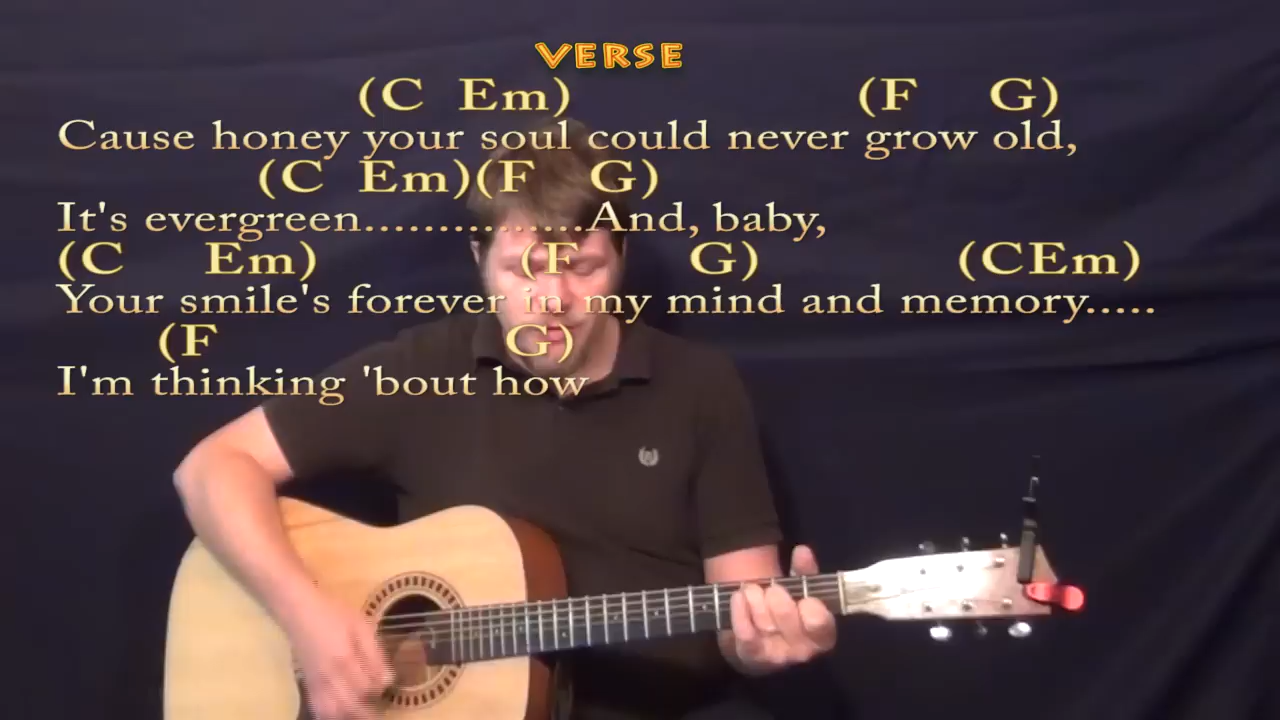 VERSE
(C Em) (F G)
Cause honey your soul could never grow old,
(C Em)(F G)
It's evergreen...............And, baby,
(C Em) (F G) (CEm)
Your smile's forever in my mind and memory.....
(F G)
I'm thinking 'bout how